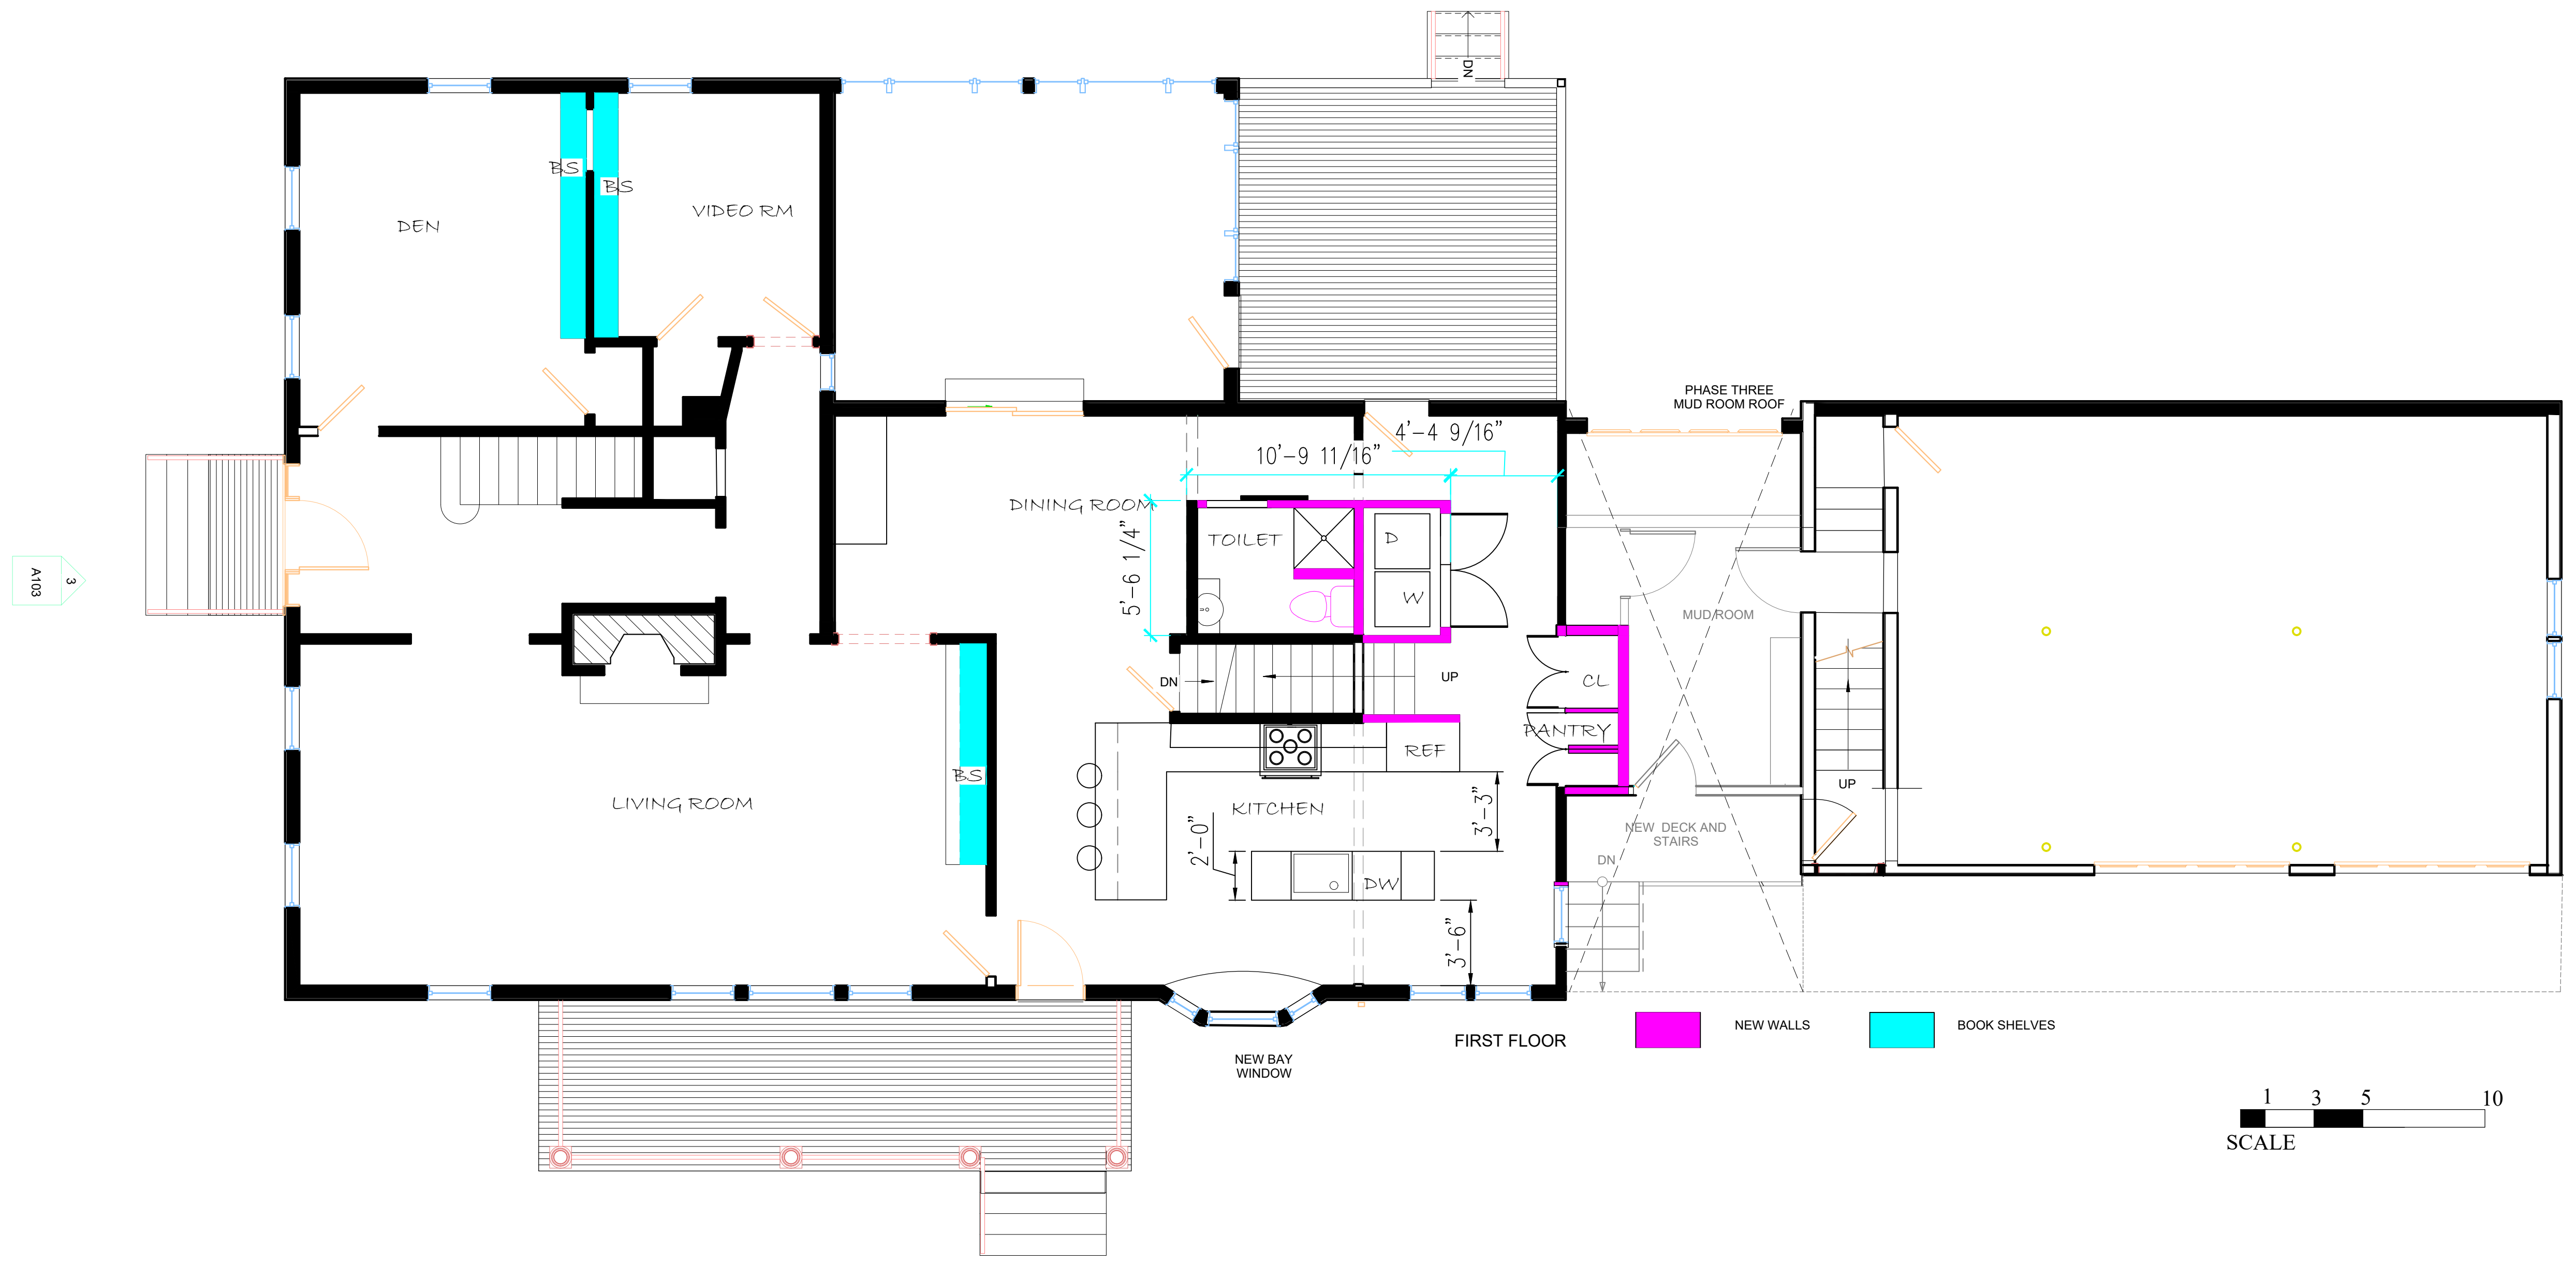 DN
BS
BS
DEN
VIDEO RM
PHASE THREE
MUD ROOM ROOF
4'-4 9/16"
10'-9 11/16"
DINING ROOM
5'-6 1/4"
TOILET
D
W
3
A103
MUD ROOM
DN
UP
CL
PANTRY
REF
BS
LIVING ROOM
KITCHEN
2'-0"
3'-3"
UP
NEW DECK AND
STAIRS
DN
DW
3'-6"
FIRST FLOOR
NEW WALLS
BOOK SHELVES
NEW BAY
WINDOW
1 3 5 10
SCALE